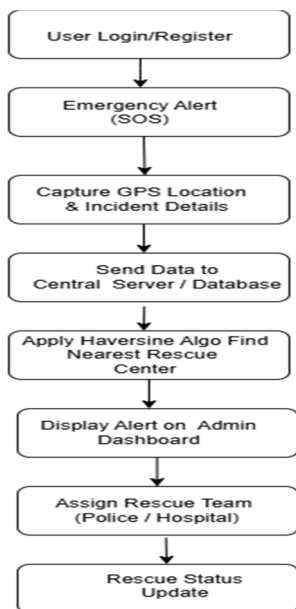 User Login/Register
Emergency Alert
(SOS)
Capture GPS Location
& Incident Details
Send Data to
Central Server / Database
Apply Haversine Algo Find
Nearest Rescue
Center
Display Alert on Admin
Dashboard
Assign Rescue Team
(Police / Hospital)
Rescue Status
Update